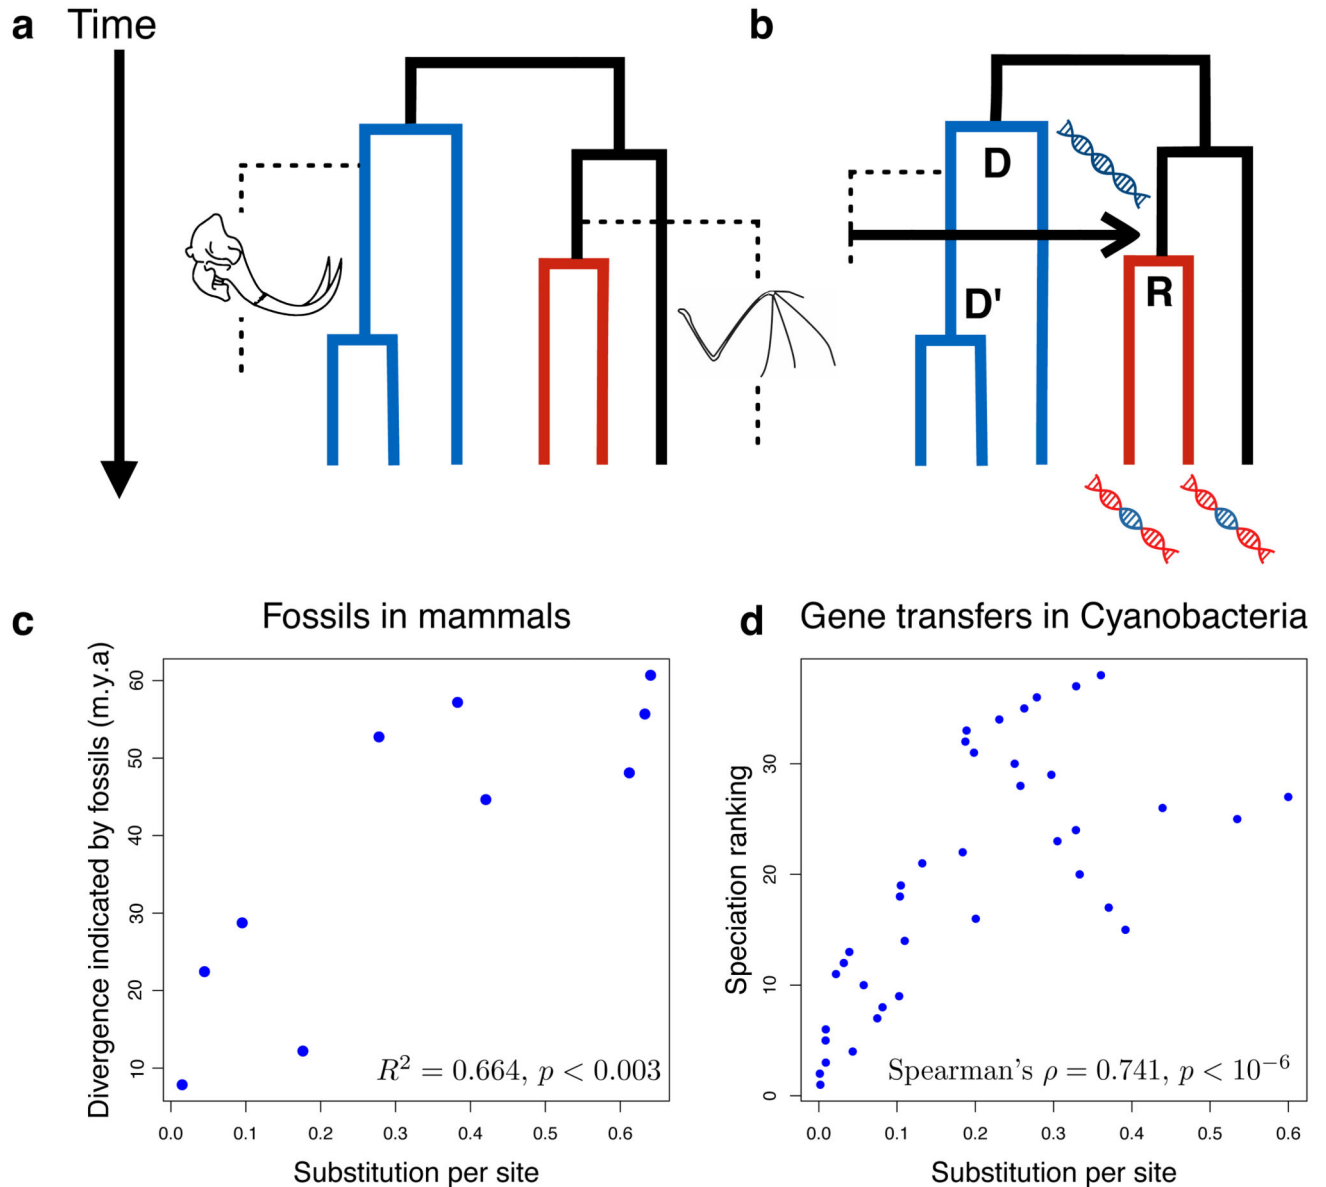 a Time
b
D
D'
R
c Fossils in mammals
Divergence indicated by fossils (m.y.a)
60
50
40
30
20
10
R² = 0.664, p < 0.003
0.0 0.1 0.2 0.3 0.4 0.5 0.6
Substitution per site
d Gene transfers in Cyanobacteria
Speciation ranking
30
20
10
0
Spearman's ρ = 0.741, p < 10⁻⁶
0.0 0.1 0.2 0.3 0.4 0.5 0.6
Substitution per site